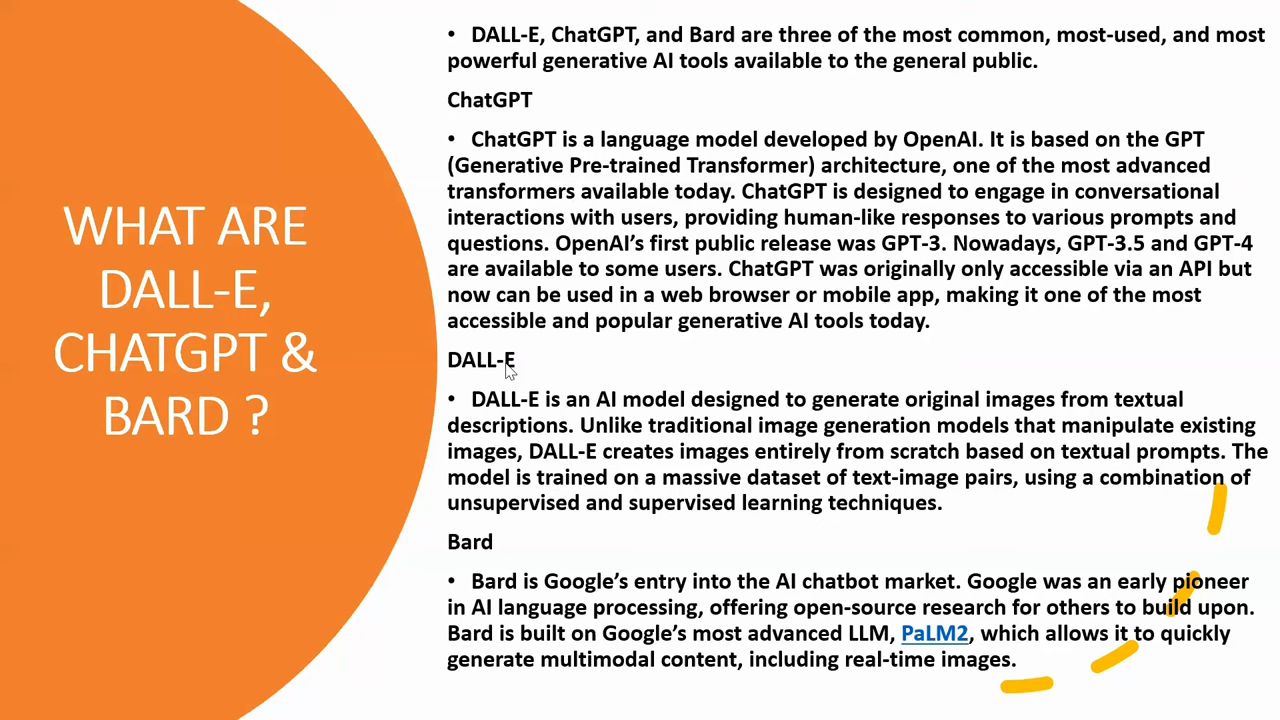 WHAT ARE
DALL-E,
CHATGPT &
BARD ?
• DALL-E, ChatGPT, and Bard are three of the most common, most-used, and most
powerful generative AI tools available to the general public.
ChatGPT
• ChatGPT is a language model developed by OpenAI. It is based on the GPT
(Generative Pre-trained Transformer) architecture, one of the most advanced
transformers available today. ChatGPT is designed to engage in conversational
interactions with users, providing human-like responses to various prompts and
questions. OpenAI’s first public release was GPT-3. Nowadays, GPT-3.5 and GPT-4
are available to some users. ChatGPT was originally only accessible via an API but
now can be used in a web browser or mobile app, making it one of the most
accessible and popular generative AI tools today.
DALL-E
• DALL-E is an AI model designed to generate original images from textual
descriptions. Unlike traditional image generation models that manipulate existing
images, DALL-E creates images entirely from scratch based on textual prompts. The
model is trained on a massive dataset of text-image pairs, using a combination of
unsupervised and supervised learning techniques.
Bard
• Bard is Google’s entry into the AI chatbot market. Google was an early pioneer
in AI language processing, offering open-source research for others to build upon.
Bard is built on Google’s most advanced LLM, PaLM2, which allows it to quickly
generate multimodal content, including real-time images.